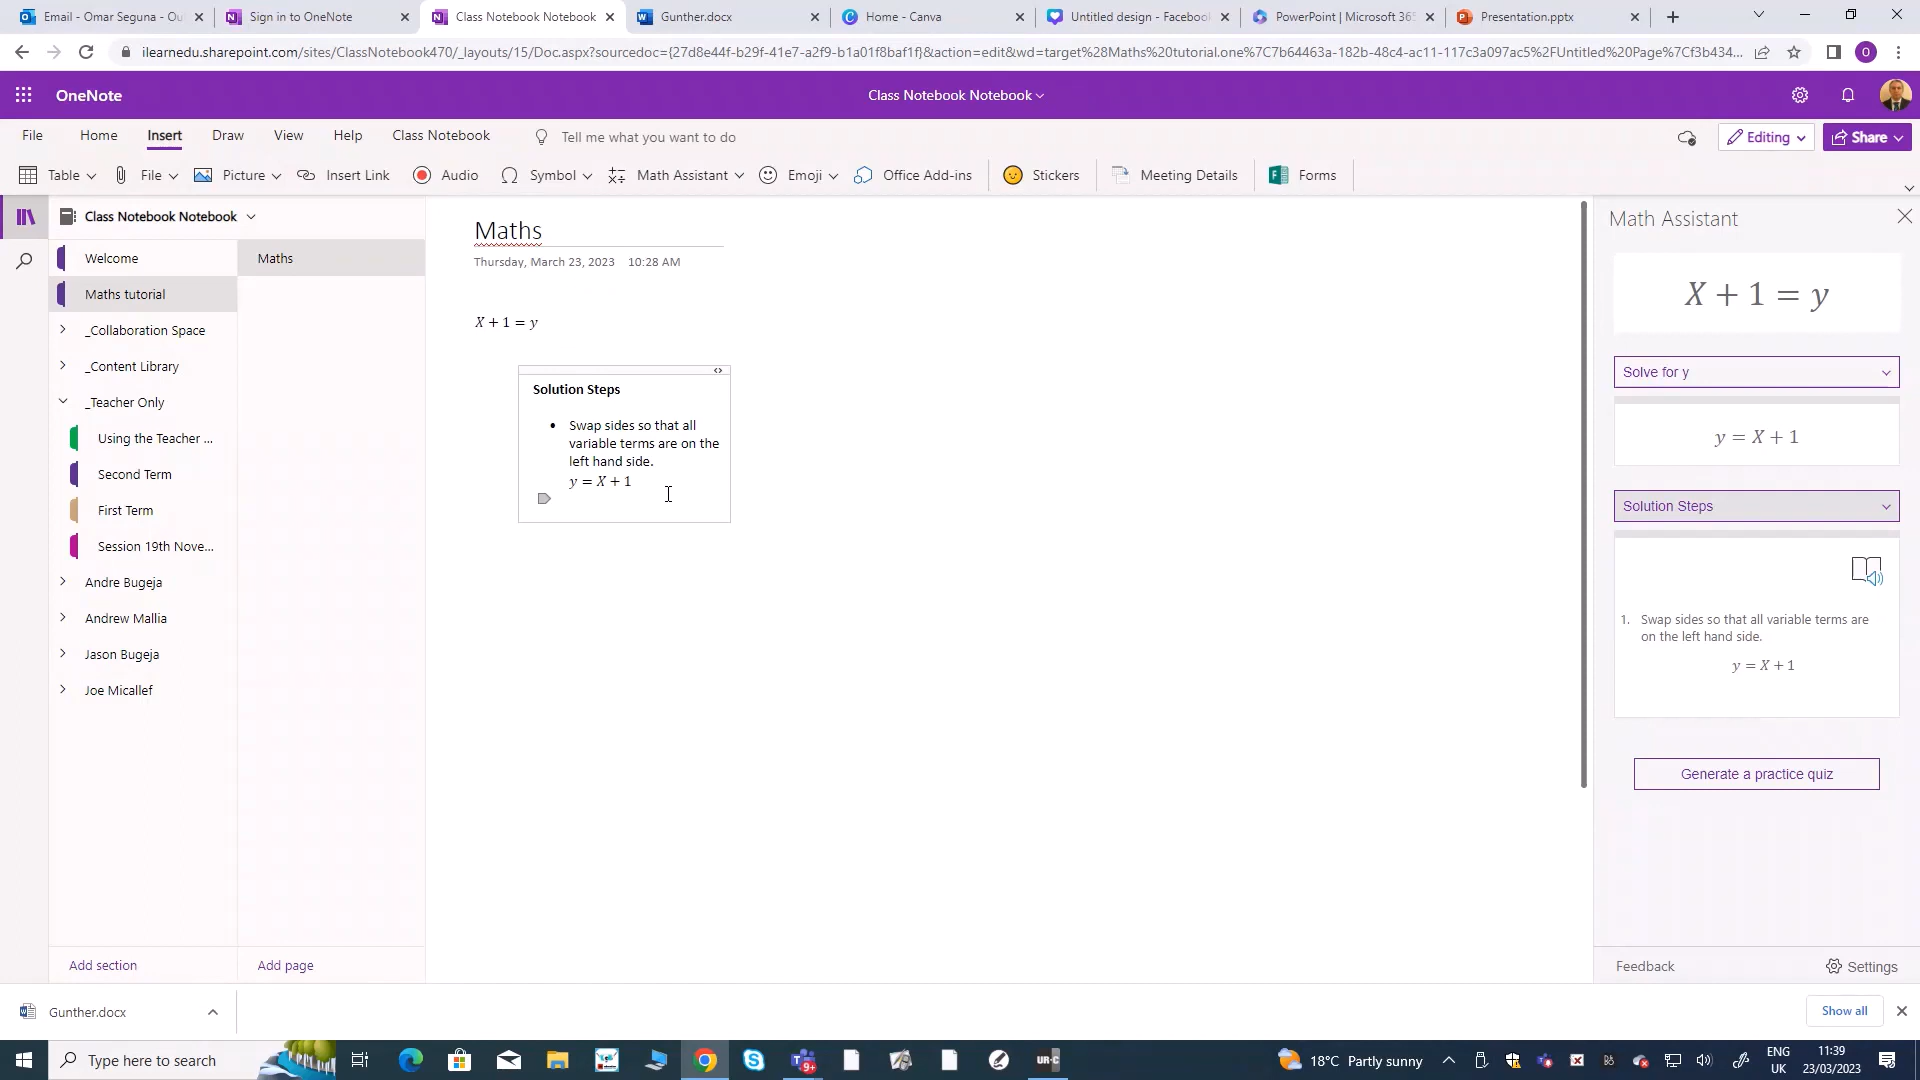 Email - Omar Seguna - Ou
Sign in to OneNote
Class Notebook Notebook
Gunther.docx
Home - Canva
Untitled design - Facebook
PowerPoint | Microsoft 365
Presentation.pptx
ilearnedu.sharepoint.com/sites/ClassNotebook470/_layouts/15/Doc.aspx?sourcedoc={27d8e44f-b29f-41e7-a2f9-b1a01f8baf1f}&action=edit&wd=target%28Maths%20tutorial.one%7C7b64463a-182b-48c4-ac11-117c3a097ac5%2FUntitled%20Page%7Cf3b434...
O
OneNote
Class Notebook Notebook
File Home Insert Draw View Help Class Notebook Tell me what you want to do
Editing
Share
Table File Picture Insert Link Audio Symbol Math Assistant Emoji Office Add-ins Stickers Meeting Details Forms
Class Notebook Notebook
Welcome
Maths tutorial
_Collaboration Space
_Content Library
_Teacher Only
Using the Teacher ...
Second Term
First Term
Session 19th Nove...
Andre Bugeja
Andrew Mallia
Jason Bugeja
Joe Micallef
Add section
Maths
Add page
Maths
Thursday, March 23, 2023 10:28 AM
X + 1 = y
Solution Steps
• Swap sides so that all
variable terms are on the
left hand side.
y = X + 1
Math Assistant
X + 1 = y
Solve for y
y = X + 1
Solution Steps
1. Swap sides so that all variable terms are
on the left hand side.
y = X + 1
Generate a practice quiz
Feedback
Settings
Gunther.docx
Show all
Type here to search
9+
UR-C
18°C Partly sunny
ENG
UK
11:39
23/03/2023